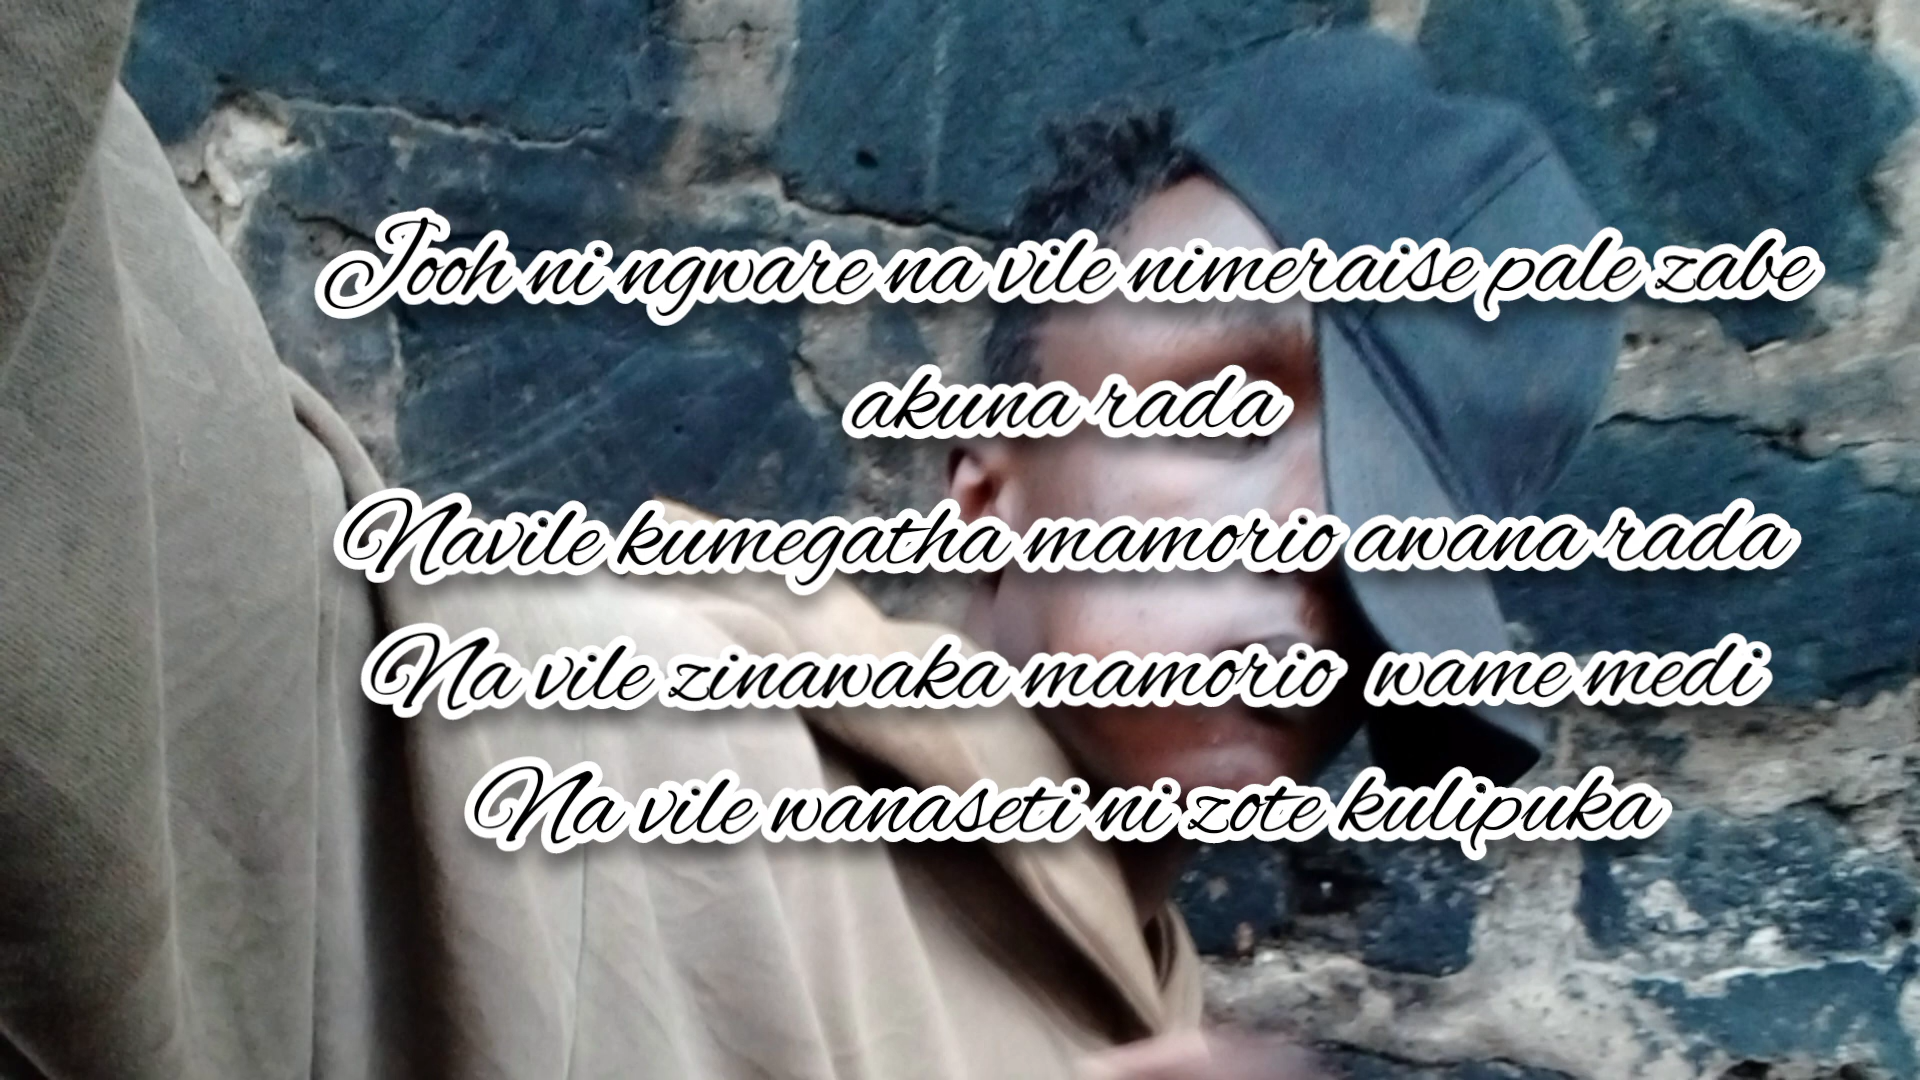 Jooh ni ngware na vile nimeraise pale zabe
akuna rada
Navile kumegatha mamorio awana rada
Na vile zinawaka mamorio wame medi
Na vile wanaseti ni zote kulipuka